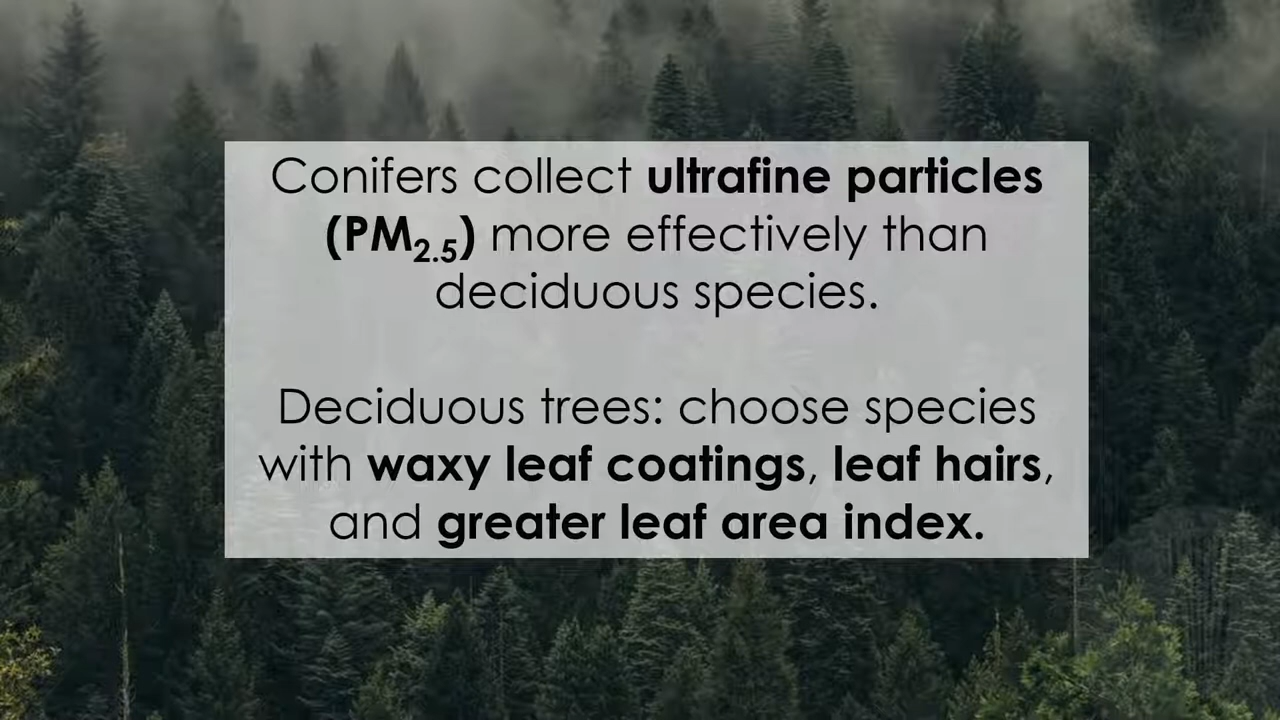 Conifers collect ultrafine particles
(PM2.5) more effectively than
deciduous species.
Deciduous trees: choose species
with waxy leaf coatings, leaf hairs,
and greater leaf area index.